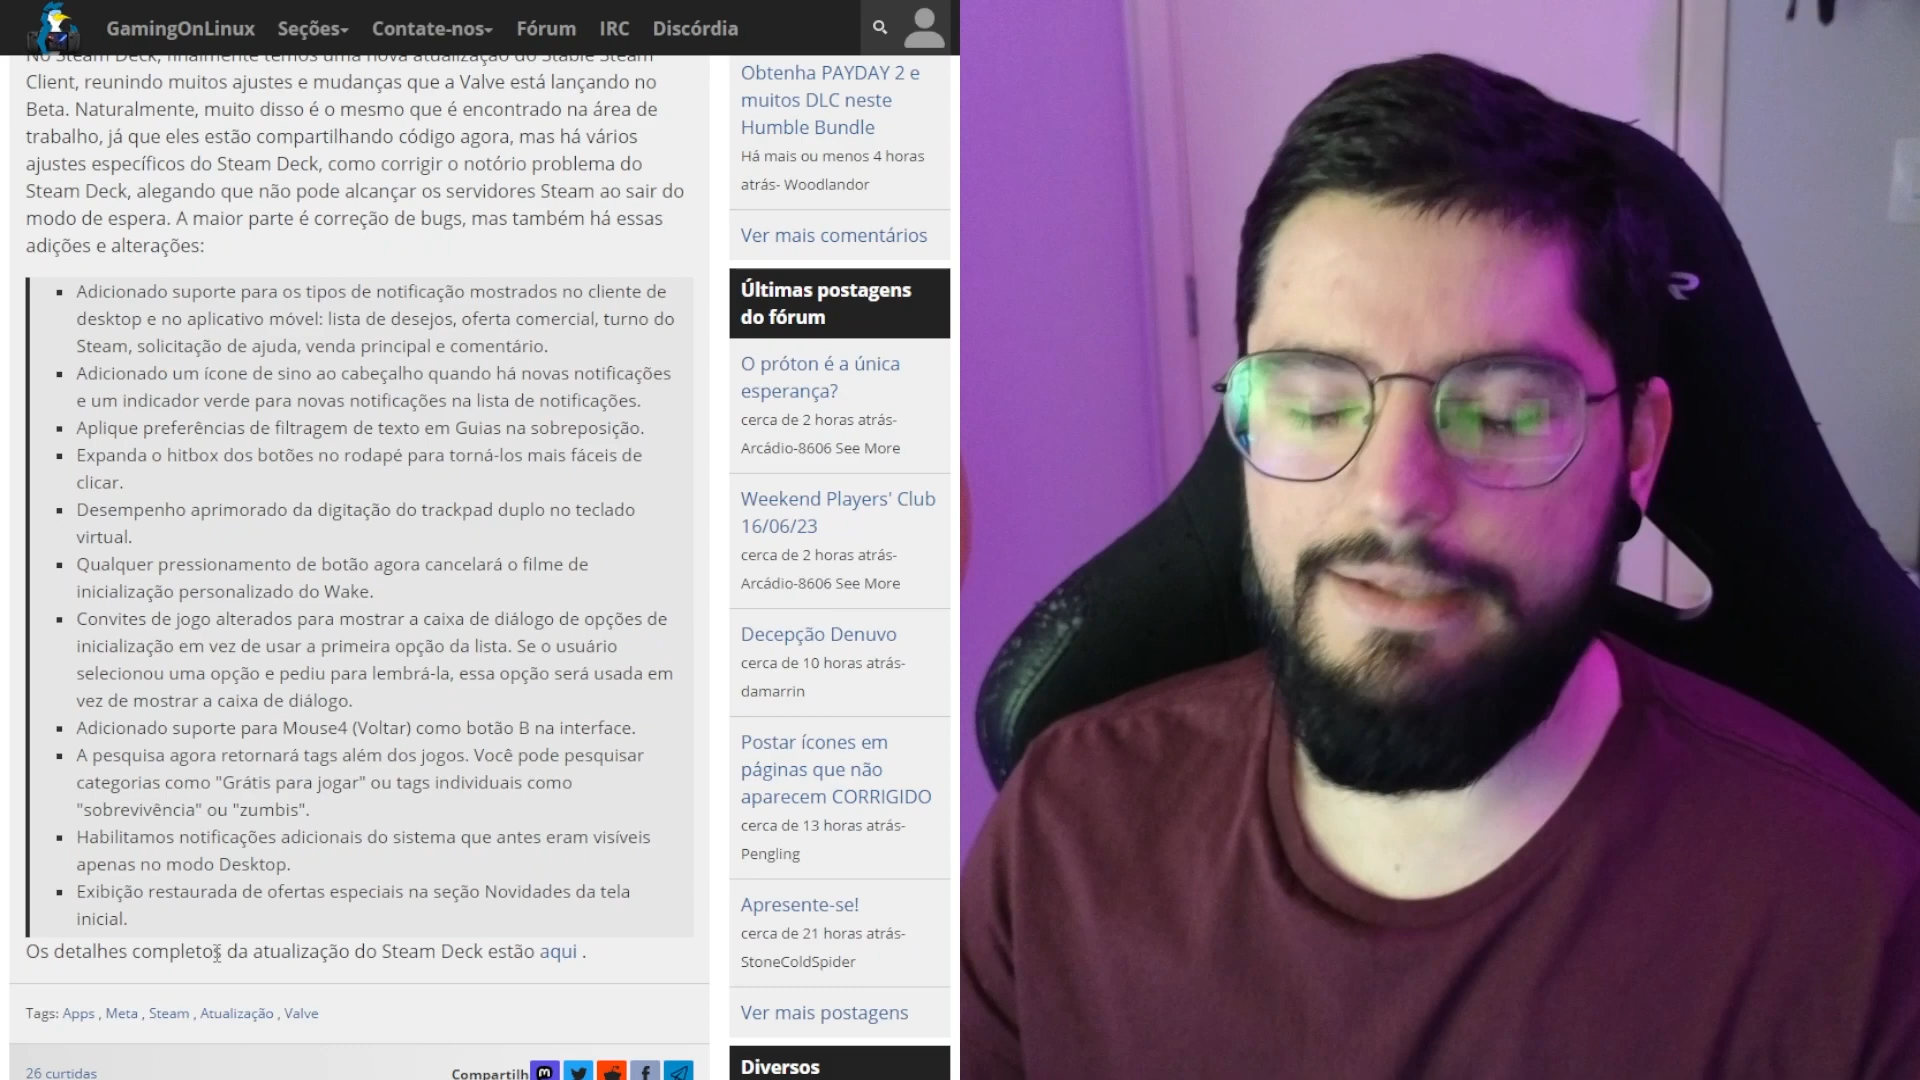 GamingOnLinux Seções Contate-nos Fórum IRC Discórdia
No Steam Deck, finalmente temos uma nova atualização do Stable Steam
Client, reunindo muitos ajustes e mudanças que a Valve está lançando no
Beta. Naturalmente, muito disso é o mesmo que é encontrado na área de
trabalho, já que eles estão compartilhando código agora, mas há vários
ajustes específicos do Steam Deck, como corrigir o notório problema do
Steam Deck, alegando que não pode alcançar os servidores Steam ao sair do
modo de espera. A maior parte é correção de bugs, mas também há essas
adições e alterações:
▪ Adicionado suporte para os tipos de notificação mostrados no cliente de
desktop e no aplicativo móvel: lista de desejos, oferta comercial, turno do
Steam, solicitação de ajuda, venda principal e comentário.
▪ Adicionado um ícone de sino ao cabeçalho quando há novas notificações
e um indicador verde para novas notificações na lista de notificações.
▪ Aplique preferências de filtragem de texto em Guias na sobreposição.
▪ Expanda o hitbox dos botões no rodapé para torná-los mais fáceis de
clicar.
▪ Desempenho aprimorado da digitação do trackpad duplo no teclado
virtual.
▪ Qualquer pressionamento de botão agora cancelará o filme de
inicialização personalizado do Wake.
▪ Convites de jogo alterados para mostrar a caixa de diálogo de opções de
inicialização em vez de usar a primeira opção da lista. Se o usuário
selecionou uma opção e pediu para lembrá-la, essa opção será usada em
vez de mostrar a caixa de diálogo.
▪ Adicionado suporte para Mouse4 (Voltar) como botão B na interface.
▪ A pesquisa agora retornará tags além dos jogos. Você pode pesquisar
categorias como "Grátis para jogar" ou tags individuais como
"sobrevivência" ou "zumbis".
▪ Habilitamos notificações adicionais do sistema que antes eram visíveis
apenas no modo Desktop.
▪ Exibição restaurada de ofertas especiais na seção Novidades da tela
inicial.
Os detalhes completos da atualização do Steam Deck estão aqui .
Tags: Apps , Meta , Steam , Atualização , Valve
26 curtidas
Compartilh
Obtenha PAYDAY 2 e
muitos DLC neste
Humble Bundle
Há mais ou menos 4 horas
atrás- Woodlandor
Ver mais comentários
Últimas postagens
do fórum
O próton é a única
esperança?
cerca de 2 horas atrás-
Arcádio-8606 See More
Weekend Players' Club
16/06/23
cerca de 2 horas atrás-
Arcádio-8606 See More
Decepção Denuvo
cerca de 10 horas atrás-
damarrin
Postar ícones em
páginas que não
aparecem CORRIGIDO
cerca de 13 horas atrás-
Pengling
Apresente-se!
cerca de 21 horas atrás-
StoneColdSpider
Ver mais postagens
Diversos